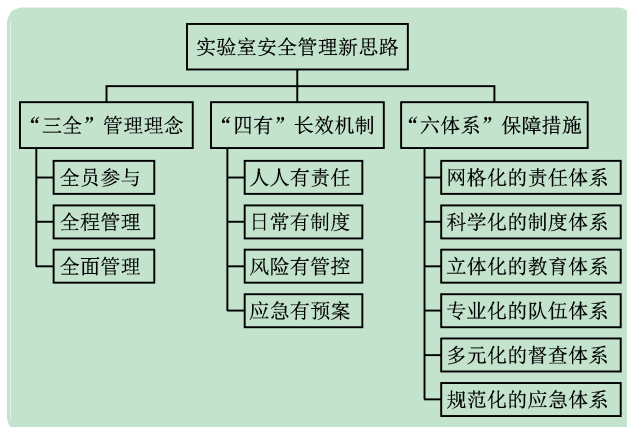 实验室安全管理新思路
“三全”管理理念
全员参与
全程管理
全面管理
“四有”长效机制
人人有责任
日常有制度
风险有管控
应急有预案
“六体系”保障措施
网格化的责任体系
科学化的制度体系
立体化的教育体系
专业化的队伍体系
多元化的督查体系
规范化的应急体系